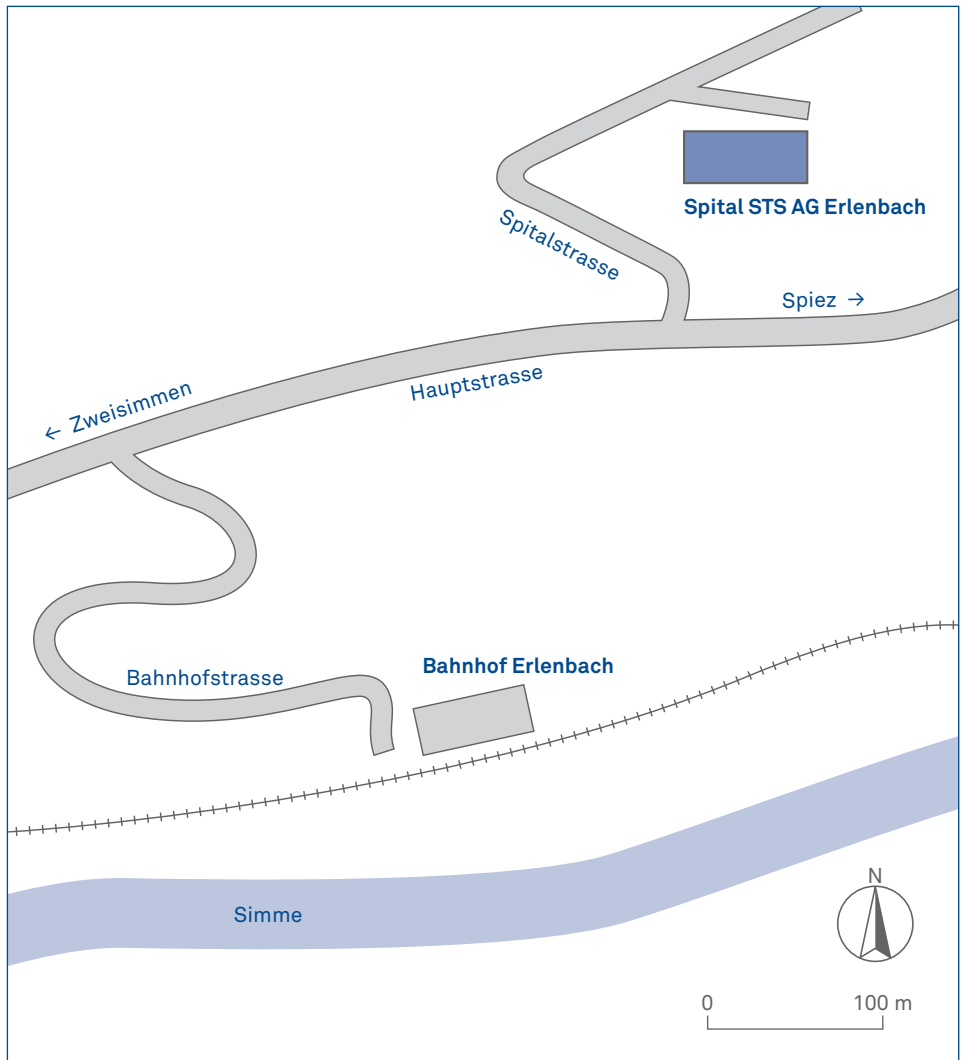 Spital STS AG Erlenbach
Spitalstrasse
Spiez →
Hauptstrasse
← Zweisimmen
Bahnhof Erlenbach
Bahnhofstrasse
N
Simme
0 100 m